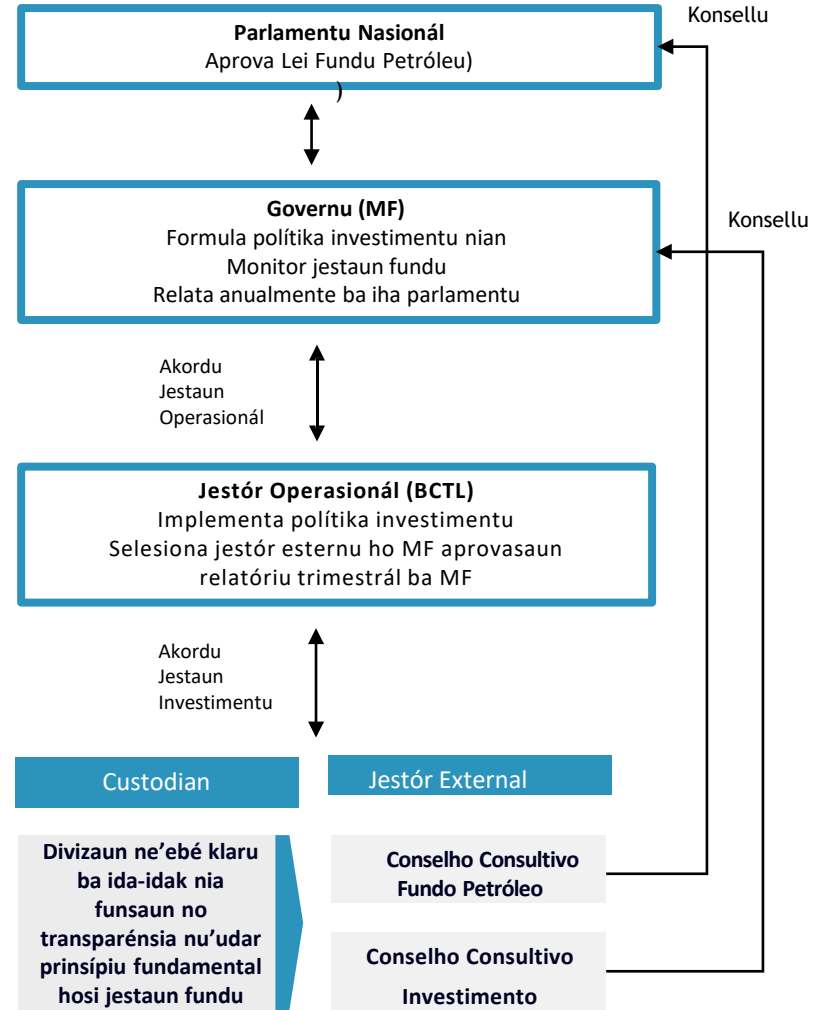 Konsellu
Parlamentu Nasionál
Aprova Lei Fundu Petróleu)
)
Governu (MF)
Formula polítika investimentu nian
Monitor jestaun fundu
Relata anualmente ba iha parlamentu
Konsellu
Akordu
Jestaun
Operasionál
Jestór Operasionál (BCTL)
Implementa polítika investimentu
Selesiona jestór esternu ho MF aprovasaun
relatóriu trimestrál ba MF
Akordu
Jestaun
Investimentu
Custodian
Jestór External
Divizaun ne’ebé klaru
ba ida-idak nia
funsaun no
transparénsia nu’udar
prinsípiu fundamental
hosi jestaun fundu
Conselho Consultivo
Fundo Petróleo
Conselho Consultivo
Investimento